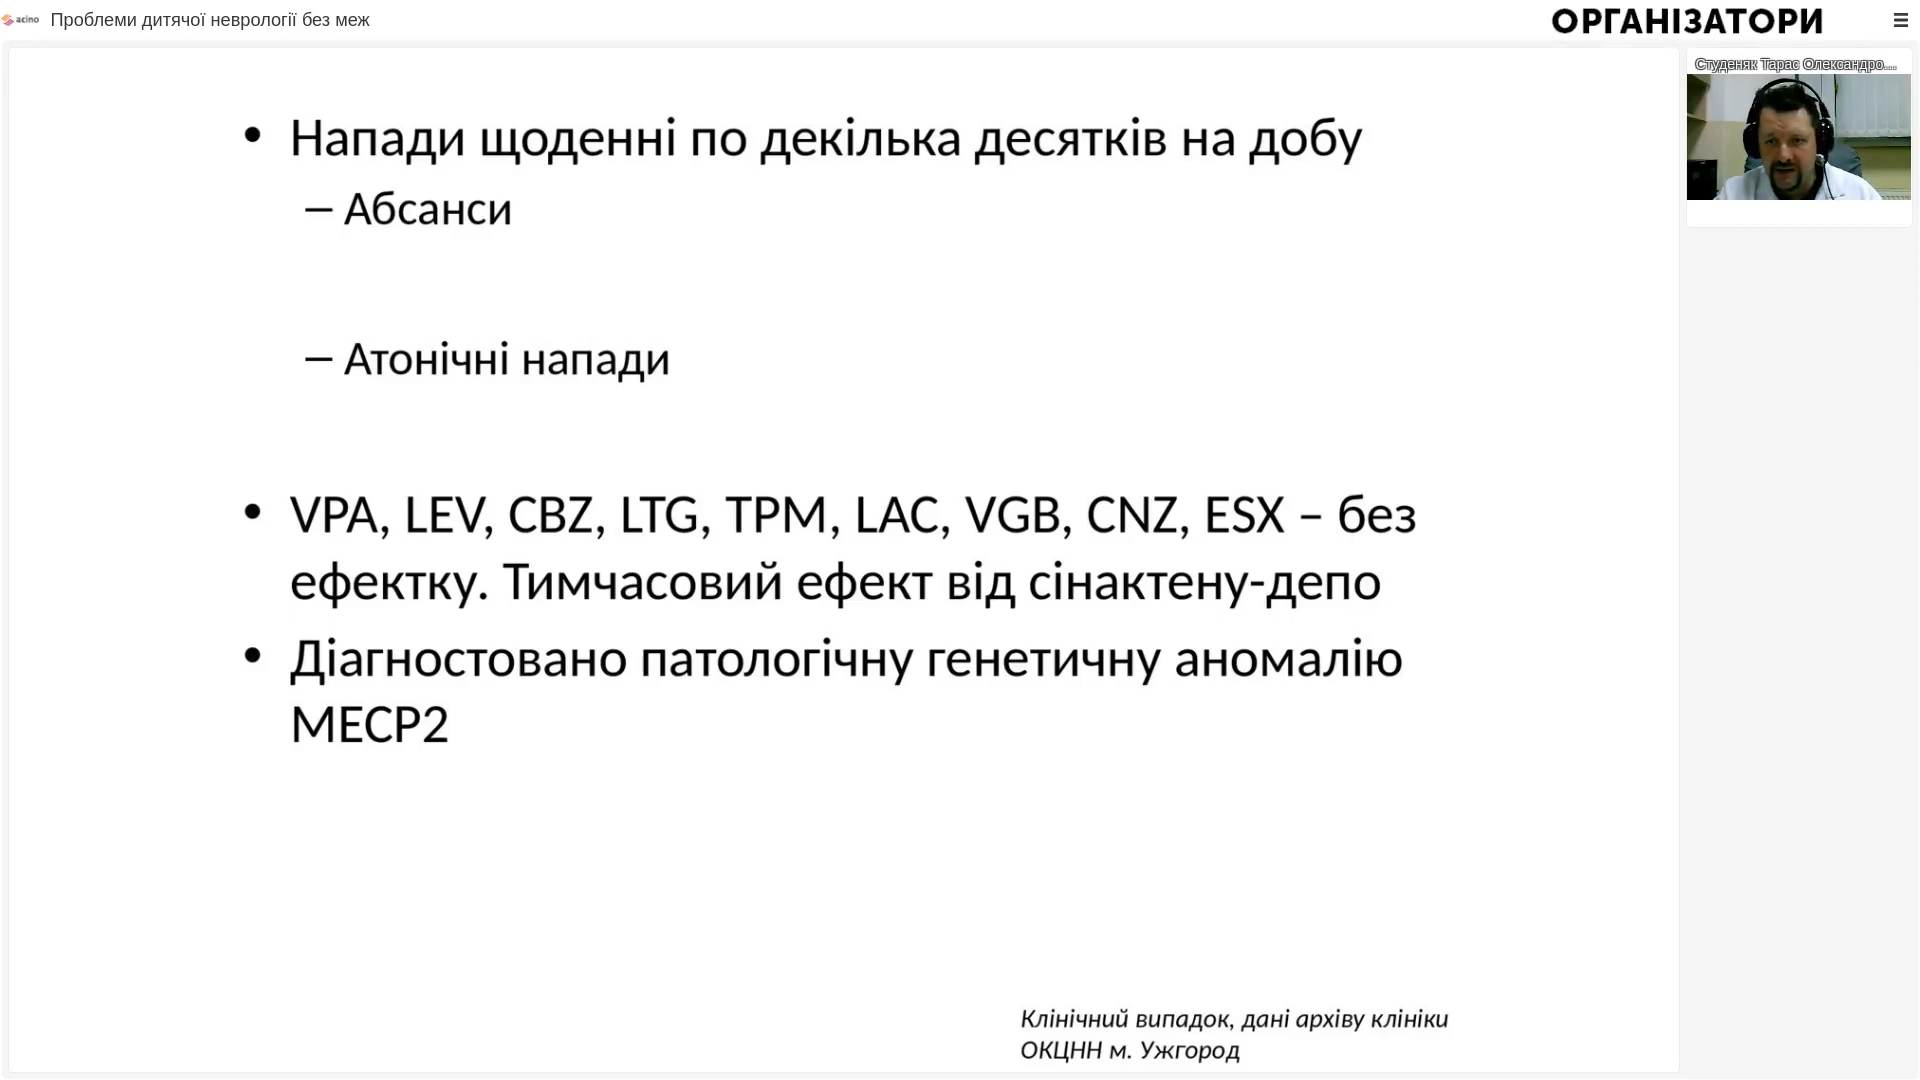 acino
Проблеми дитячої неврології без меж
ОРГАНІЗАТОРИ
Студеняк Тарас Олександро...
• Напади щоденні по декілька десятків на добу
– Абсанси
– Атонічні напади
• VPA, LEV, CBZ, LTG, TPM, LAC, VGB, CNZ, ESX – без
ефектку. Тимчасовий ефект від сінактену-депо
• Діагностовано патологічну генетичну аномалію
MECP2
Клінічний випадок, дані архіву клініки
ОКЦНН м. Ужгород